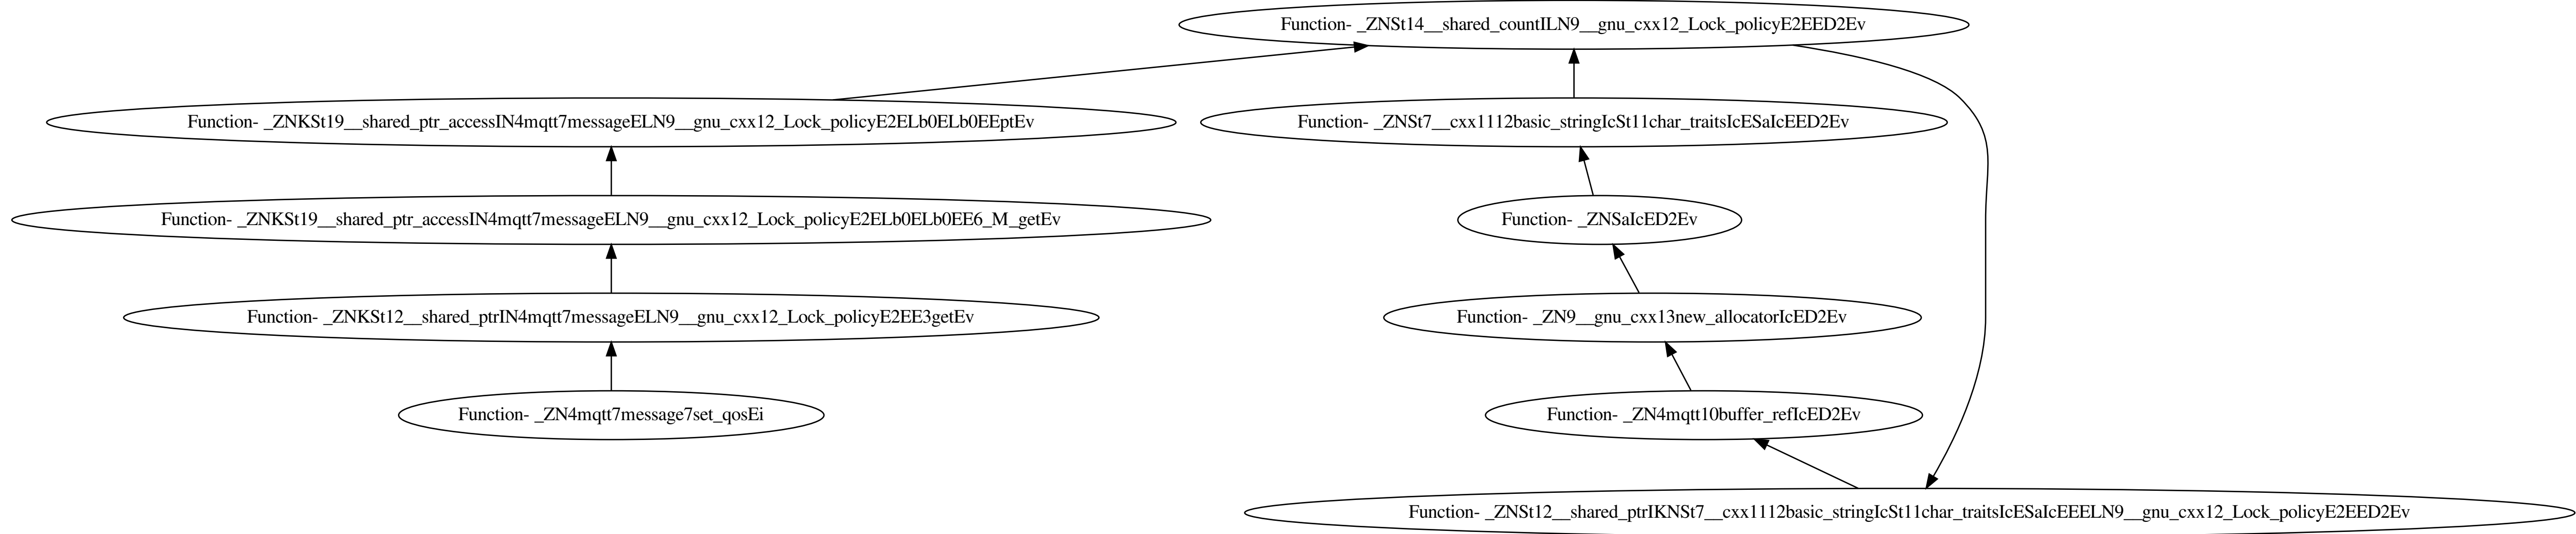 Function- _ZNSt14__shared_countILN9__gnu_cxx12_Lock_policyE2EED2Ev
Function- _ZNKSt19__shared_ptr_accessIN4mqtt7messageELN9__gnu_cxx12_Lock_policyE2ELb0ELb0EEptEv
Function- _ZNSt7__cxx1112basic_stringIcSt11char_traitsIcESaIcEED2Ev
Function- _ZNKSt19__shared_ptr_accessIN4mqtt7messageELN9__gnu_cxx12_Lock_policyE2ELb0ELb0EE6_M_getEv
Function- _ZNSaIcED2Ev
Function- _ZNKSt12__shared_ptrIN4mqtt7messageELN9__gnu_cxx12_Lock_policyE2EE3getEv
Function- _ZN9__gnu_cxx13new_allocatorIcED2Ev
Function- _ZN4mqtt7message7set_qosEi
Function- _ZN4mqtt10buffer_refIcED2Ev
Function- _ZNSt12__shared_ptrIKNSt7__cxx1112basic_stringIcSt11char_traitsIcESaIcEEELN9__gnu_cxx12_Lock_policyE2EED2Ev